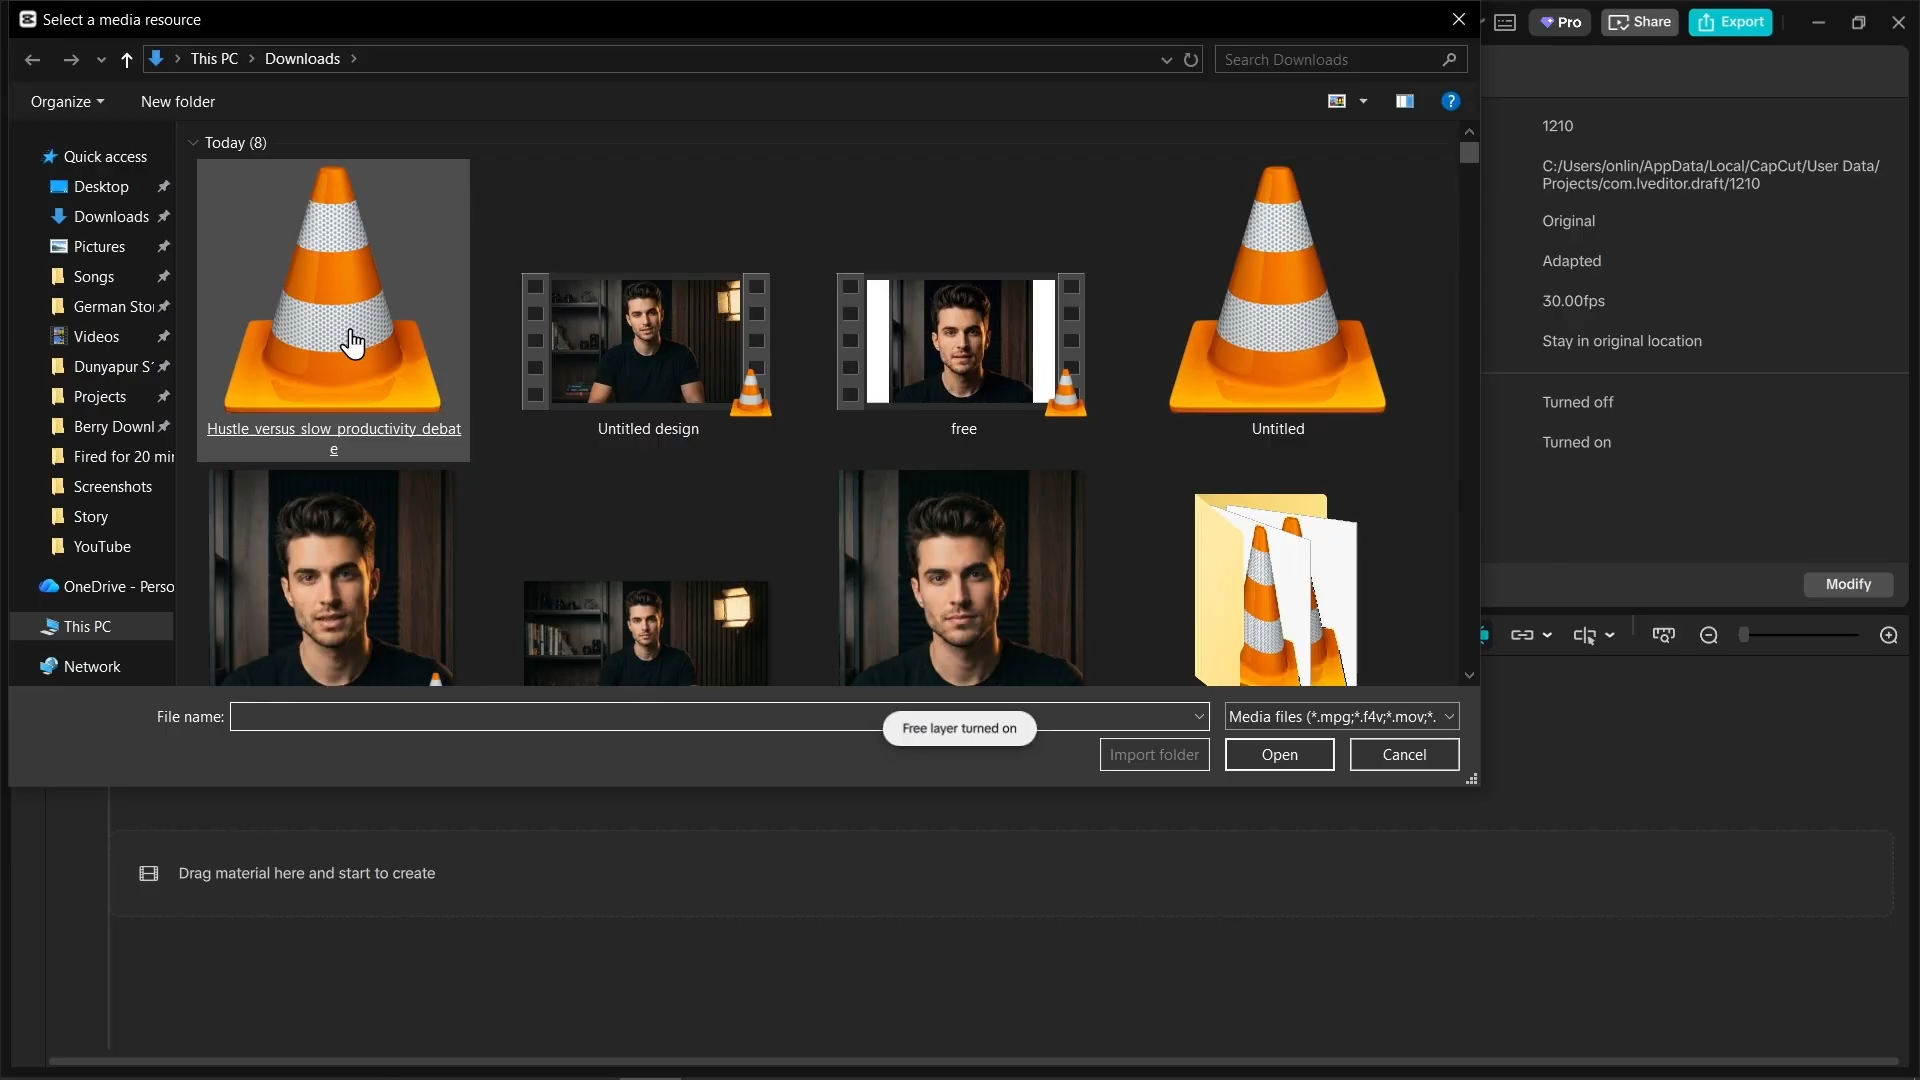 Select a media resource
Pro
Share
Export
This PC
Downloads
Search Downloads
Organize
New folder
?
Quick access
Desktop
Downloads
Pictures
Songs
German Sto
Videos
Dunyapur S
Projects
Berry Downl
Fired for 20 mi
Screenshots
Story
YouTube
OneDrive - Perso
This PC
Network
Today (8)
Hustle versus slow productivity debat
e
Untitled design
free
Untitled
1210
C:/Users/onlin/AppData/Local/CapCut/User Data/
Projects/com.lveditor.draft/1210
Original
Adapted
30.00fps
Stay in original location
Turned off
Turned on
Modify
File name:
Media files (*.mpg;*.f4v;*.mov;*.
Free layer turned on
Import folder
Open
Cancel
Drag material here and start to create